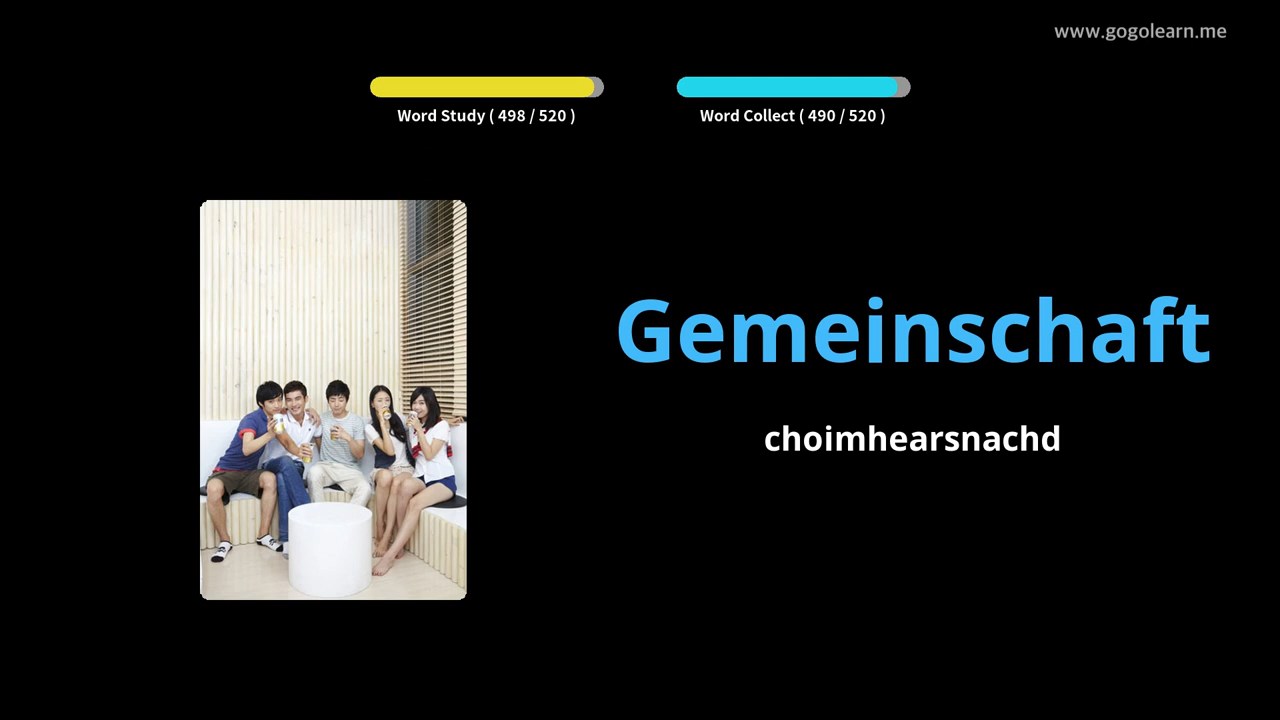 www.gogolearn.me
Word Study ( 498 / 520 )
Word Collect ( 490 / 520 )
Gemeinschaft
choimhearsnachd